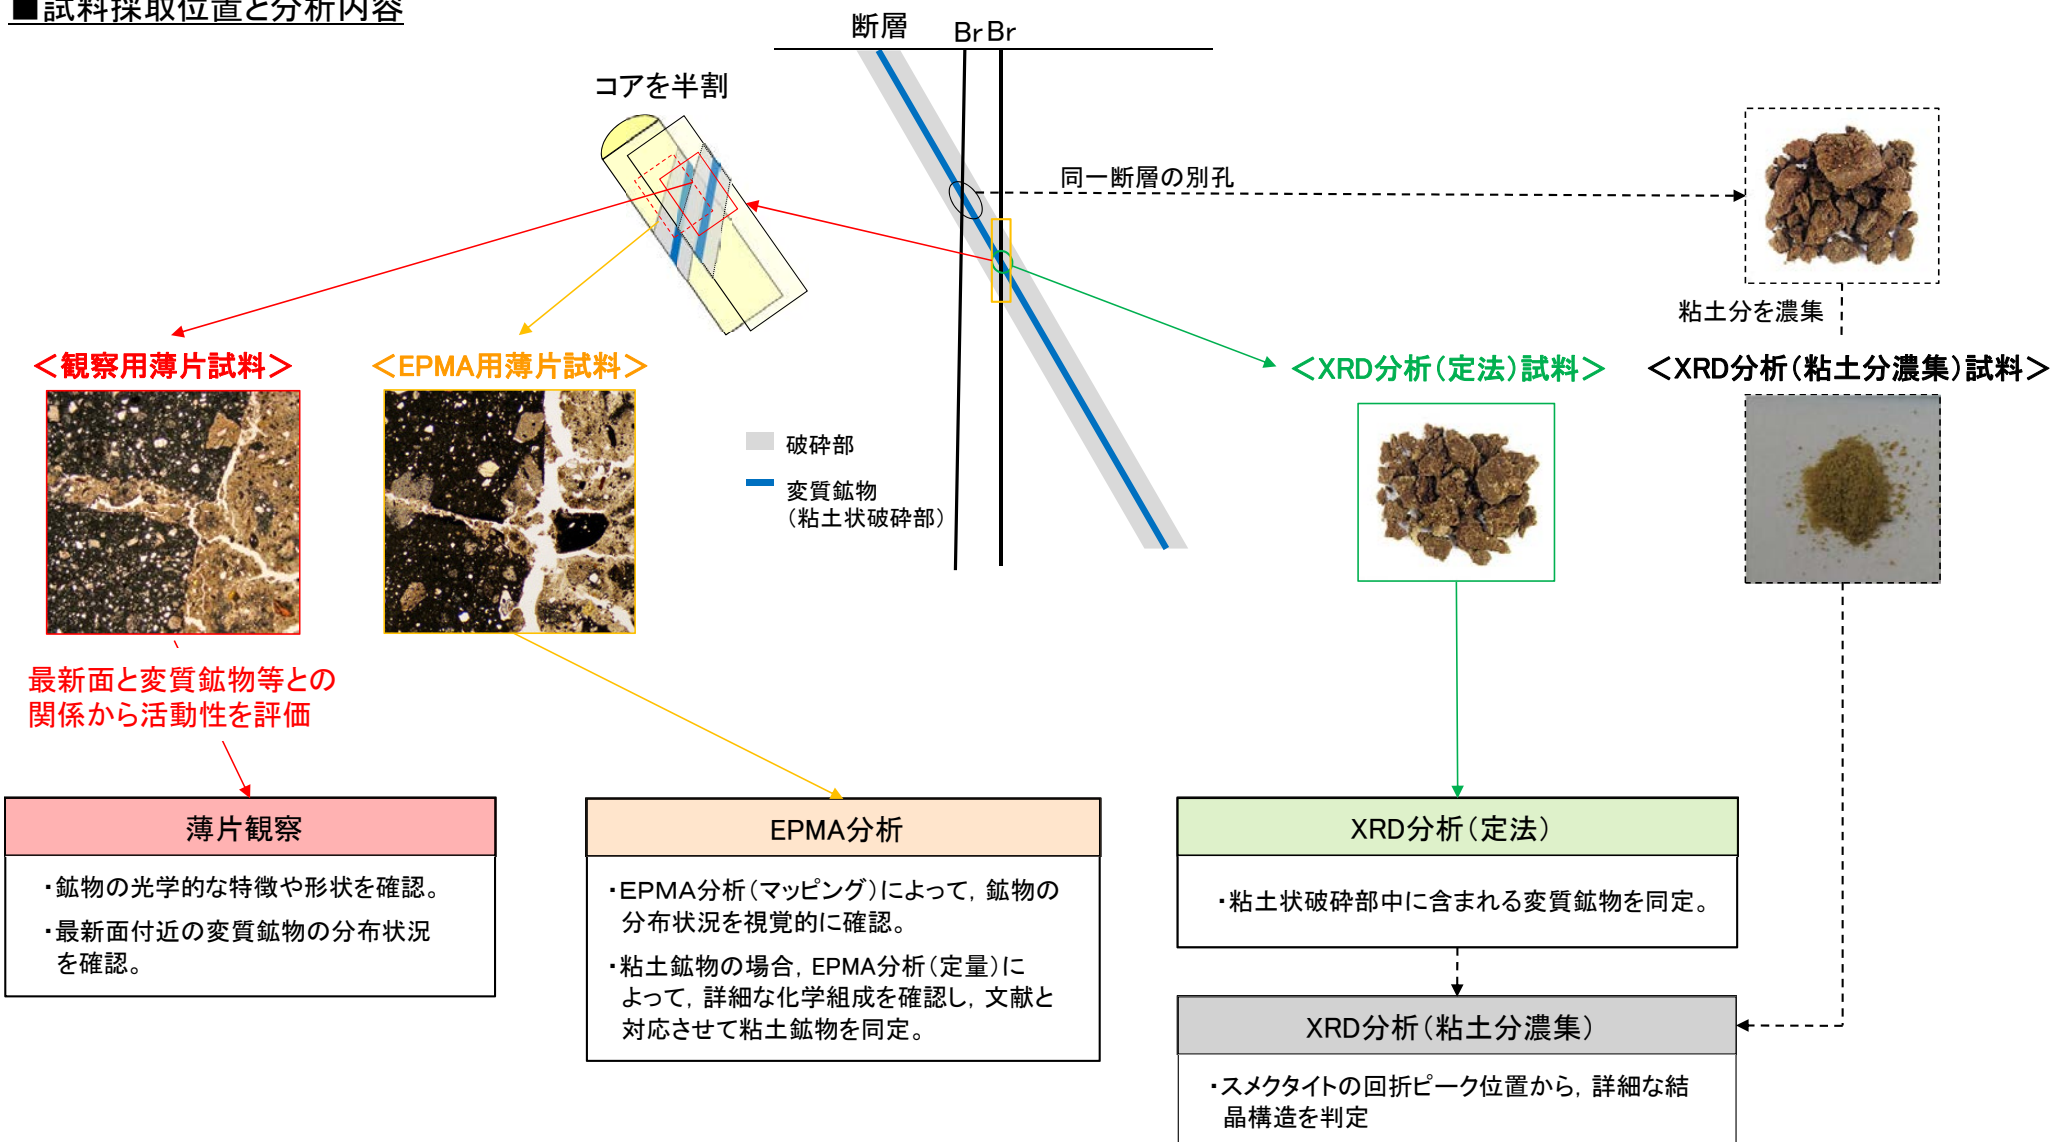 ■試料採取位置と分析内容
断層
Br Br
コアを半割
同一断層の別孔
粘土分を濃集
＜観察用薄片試料＞
＜EPMA用薄片試料＞
＜XRD分析（定法）試料＞
＜XRD分析（粘土分濃集）試料＞
破砕部
変質鉱物
（粘土状破砕部）
最新面と変質鉱物等との
関係から活動性を評価
薄片観察
・鉱物の光学的な特徴や形状を確認。
・最新面付近の変質鉱物の分布状況
を確認。
EPMA分析
・EPMA分析（マッピング）によって，鉱物の
分布状況を視覚的に確認。
・粘土鉱物の場合，EPMA分析（定量）に
よって，詳細な化学組成を確認し，文献と
対応させて粘土鉱物を同定。
XRD分析（定法）
・粘土状破砕部中に含まれる変質鉱物を同定。
XRD分析（粘土分濃集）
・スメクタイトの回折ピーク位置から，詳細な結
晶構造を判定